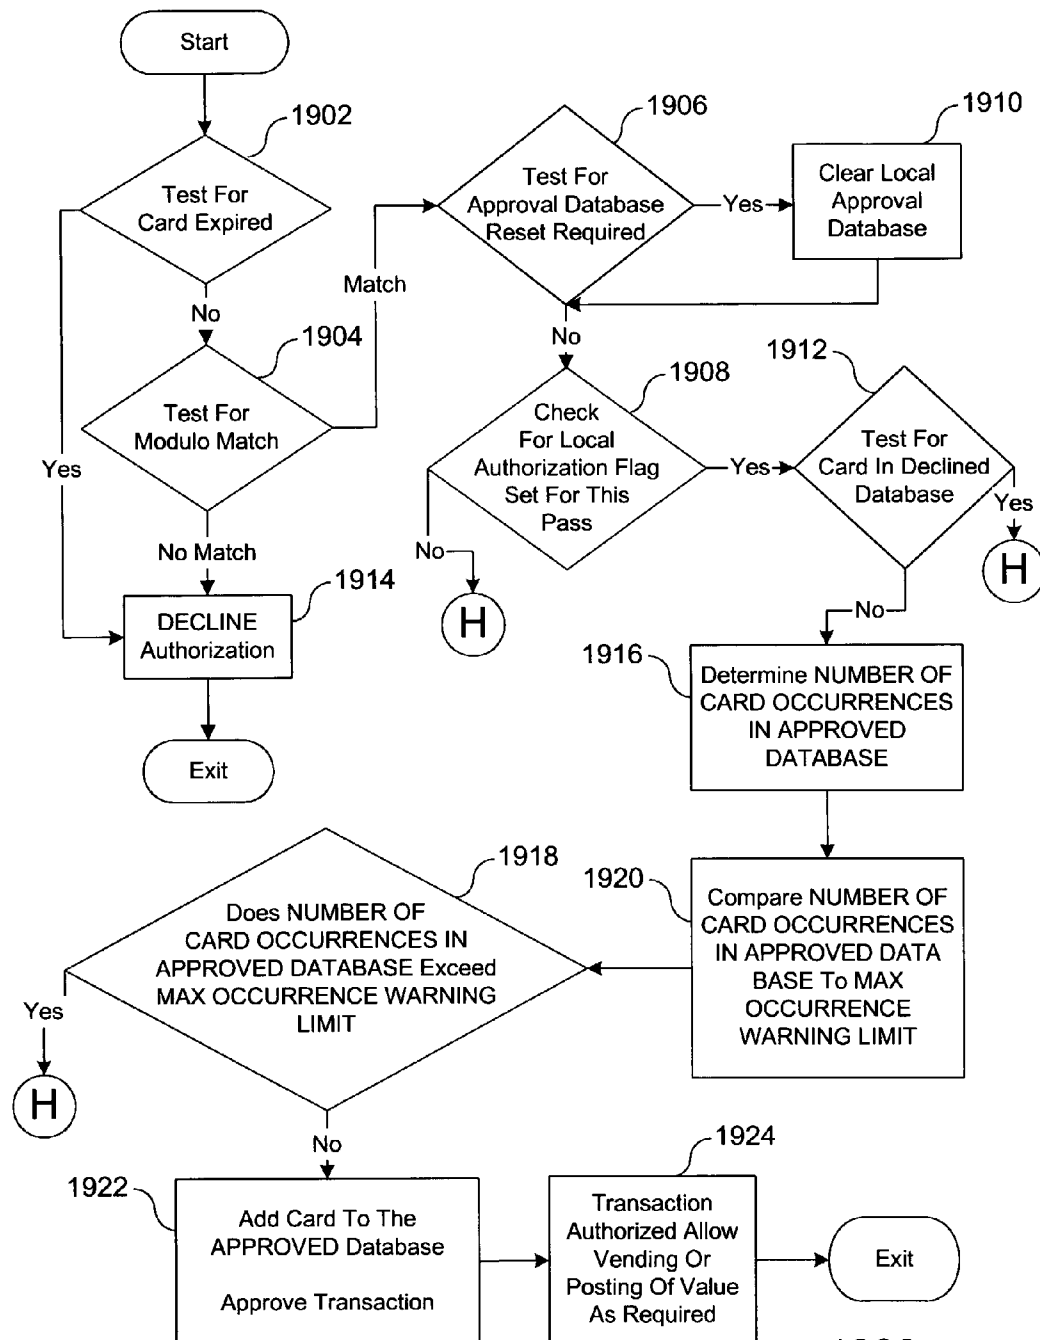 Start
1902
Test For
Card Expired
Yes
No
1904
Test For
Modulo Match
Match
No Match
1914
DECLINE
Authorization
Exit
1906
Test For
Approval Database
Reset Required
Yes
1910
Clear Local
Approval
Database
No
1908
Check
For Local
Authorization Flag
Set For This
Pass
No
H
Yes
1912
Test For
Card In Declined
Database
Yes
H
No
1916
Determine NUMBER OF
CARD OCCURRENCES
IN APPROVED
DATABASE
1920
Compare NUMBER OF
CARD OCCURRENCES
IN APPROVED DATA
BASE To MAX
OCCURRENCE
WARNING LIMIT
1918
Does NUMBER OF
CARD OCCURRENCES IN
APPROVED DATABASE Exceed
MAX OCCURRENCE WARNING
LIMIT
Yes
H
No
1922
Add Card To The
APPROVED Database
Approve Transaction
1924
Transaction
Authorized Allow
Vending Or
Posting Of Value
As Required
Exit